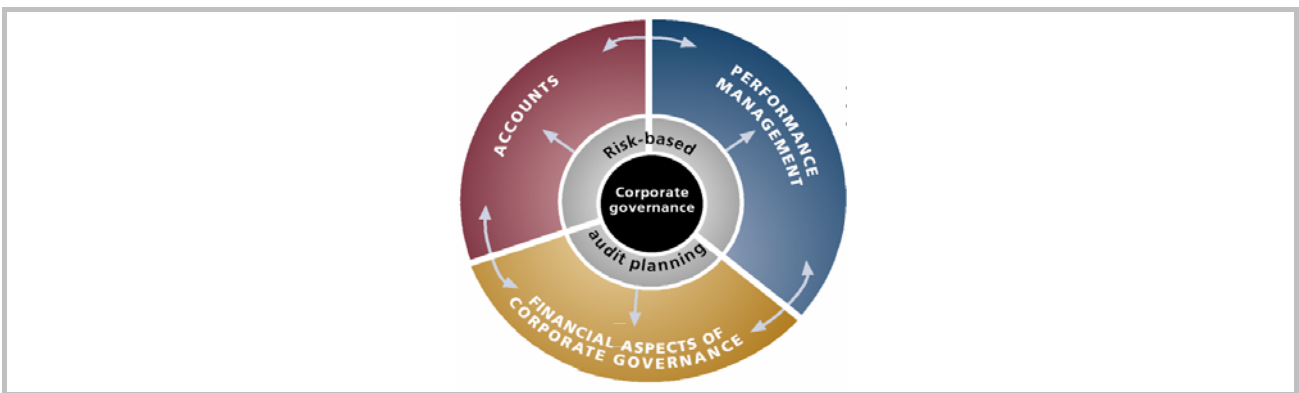 ACCOUNTS
PERFORMANCE
MANAGEMENT
Risk-based
Corporate
governance
audit planning
FINANCIAL ASPECTS OF
CORPORATE GOVERNANCE